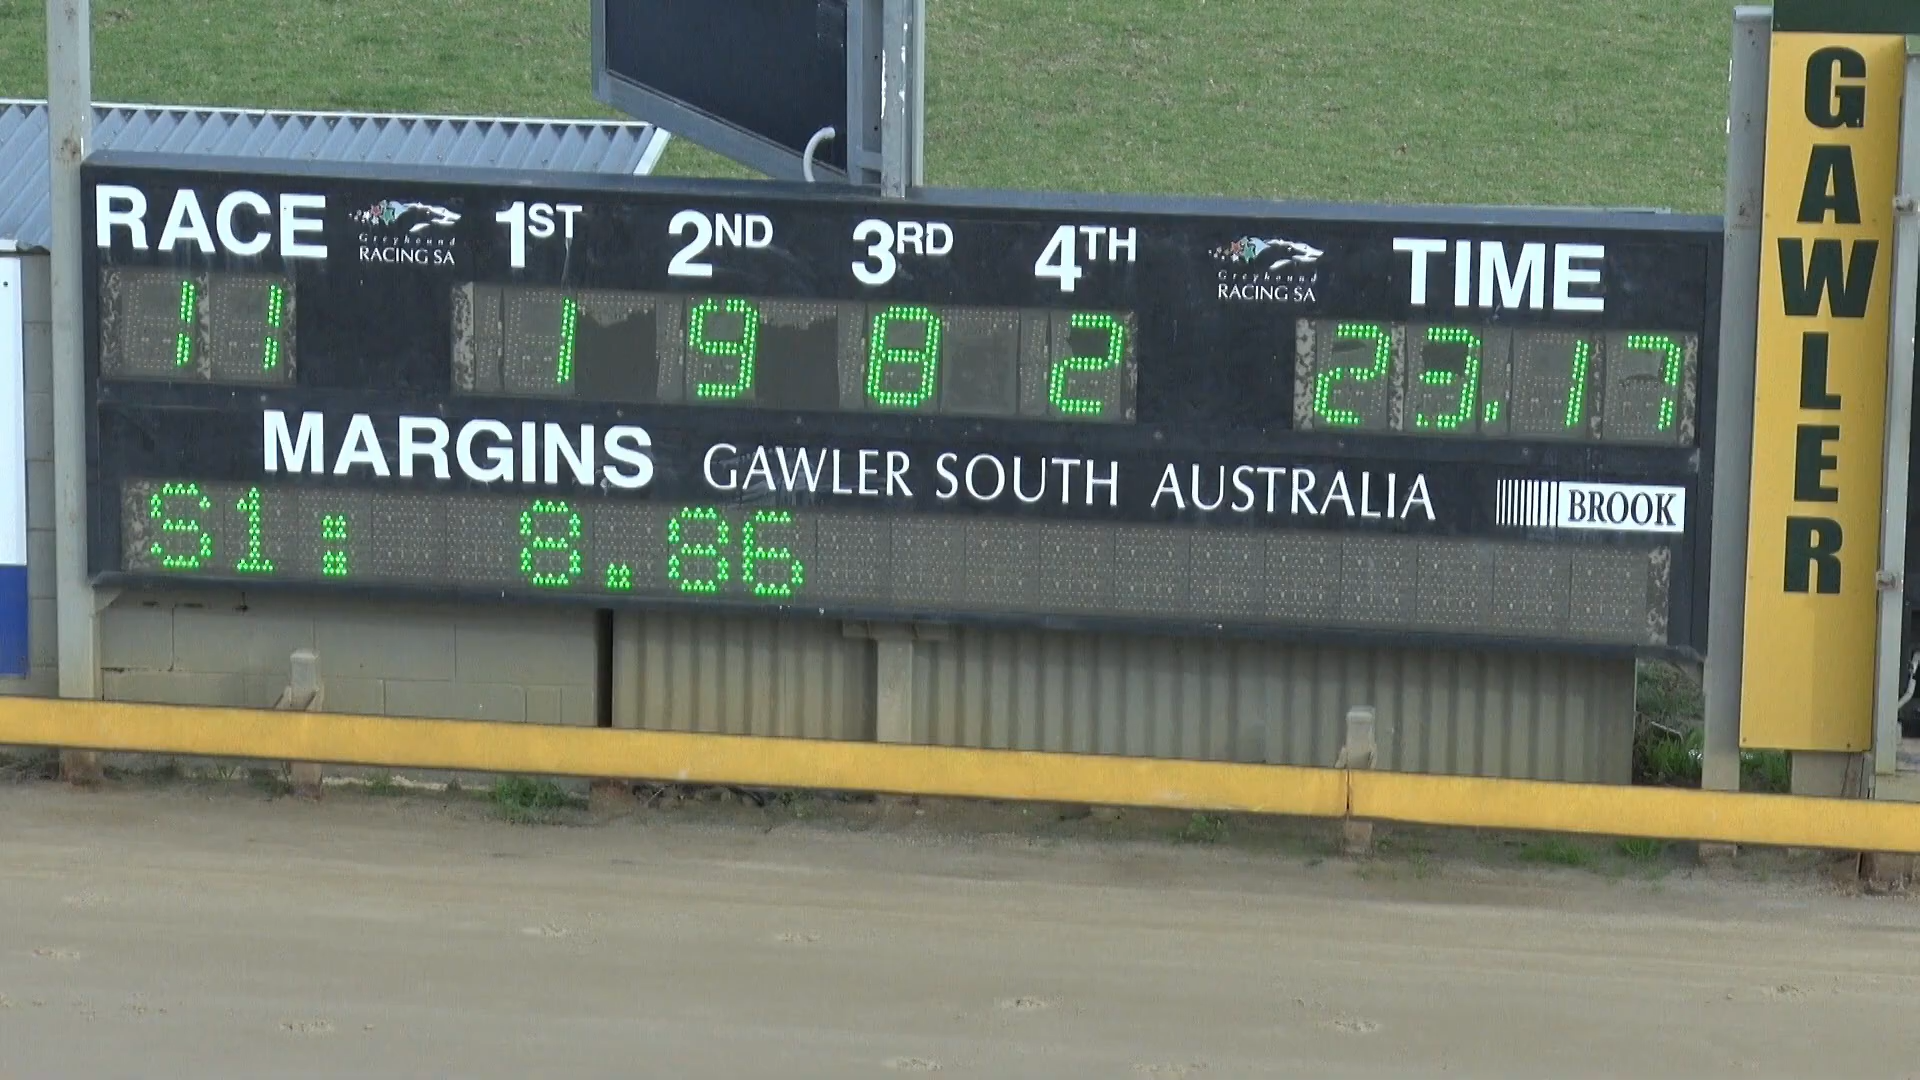 RACE Greyhound RACING SA 1ST 2ND 3RD 4TH Greyhound RACING SA TIME
11 1 9 8 2 23.17
MARGINS GAWLER SOUTH AUSTRALIA BROOK
S1: 8.86
GAWLER